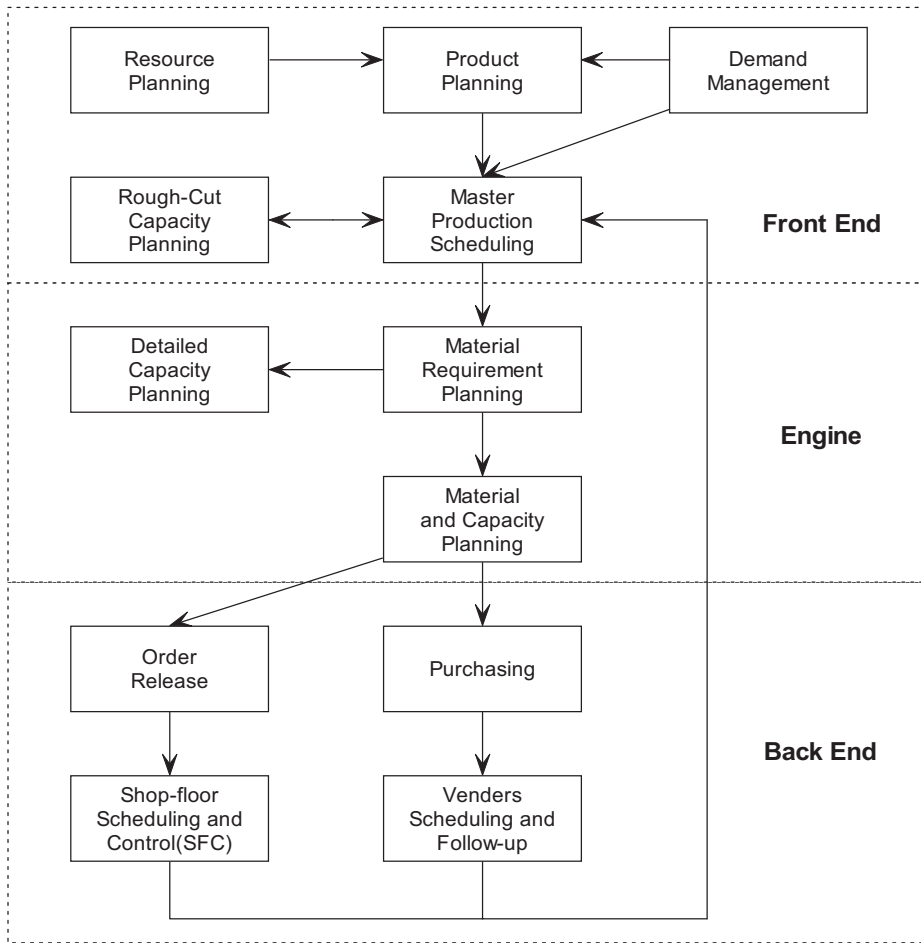 Resource
Planning
Product
Planning
Demand
Management
Rough-Cut
Capacity
Planning
Master
Production
Scheduling
Front End
Detailed
Capacity
Planning
Material
Requirement
Planning
Engine
Material
and Capacity
Planning
Order
Release
Purchasing
Back End
Shop-floor
Scheduling and
Control(SFC)
Venders
Scheduling and
Follow-up